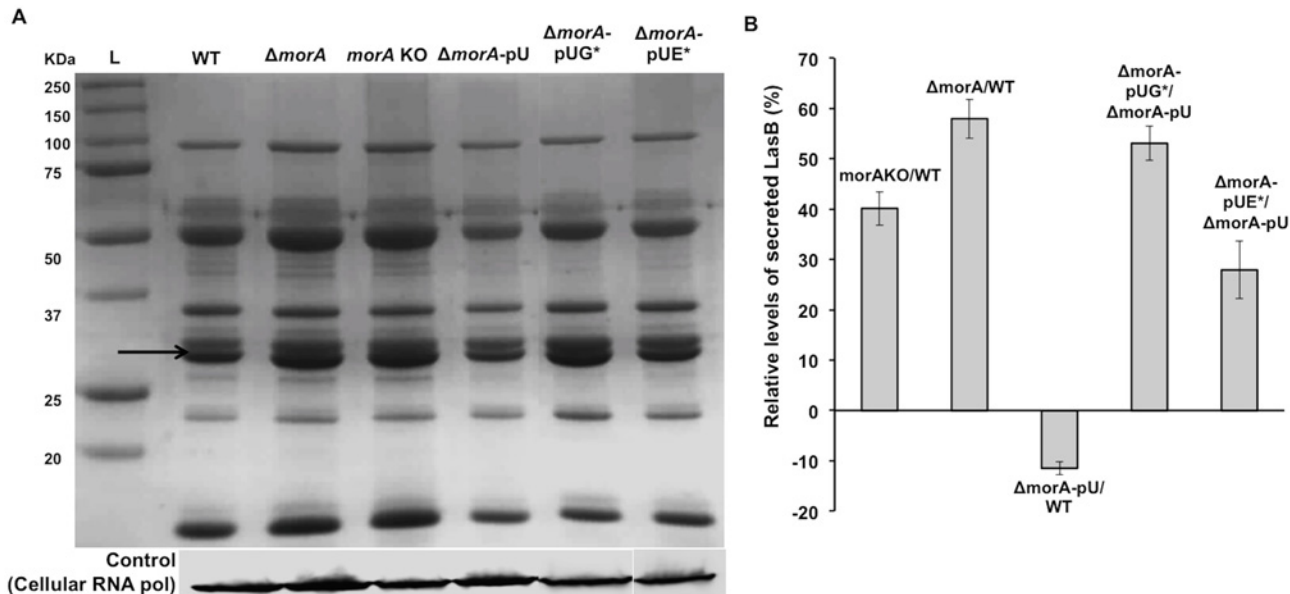 A
KDa
L
WT
ΔmorA
morA KO
ΔmorA-pU
ΔmorA-
pUG*
ΔmorA-
pUE*
250
150
100
75
50
37
25
20
Control
(Cellular RNA pol)
B
Relative levels of secreted LasB (%)
70
60
50
40
30
20
10
0
-10
-20
morAKO/WT
ΔmorA/WT
ΔmorA-pU/
WT
ΔmorA-
pUG*/
ΔmorA-pU
ΔmorA-
pUE*/
ΔmorA-pU